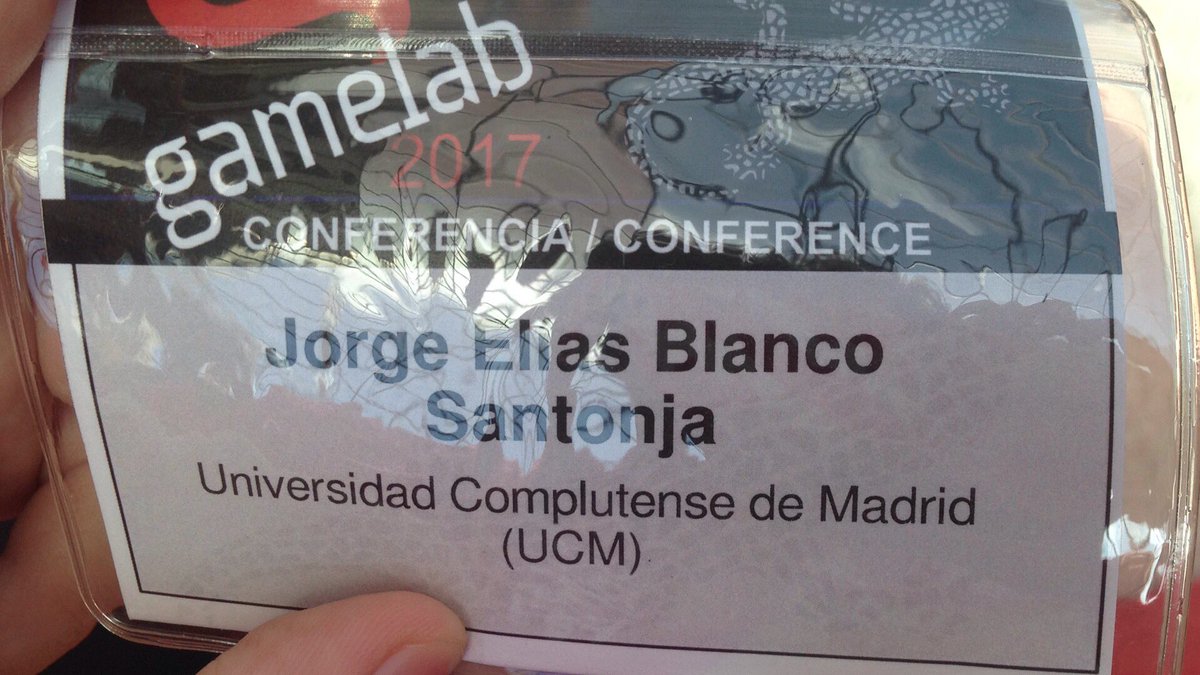 gamelab
2017
CONFERENCIA / CONFERENCE
Jorge Elias Blanco
Santonja
Universidad Complutense de Madrid
(UCM)